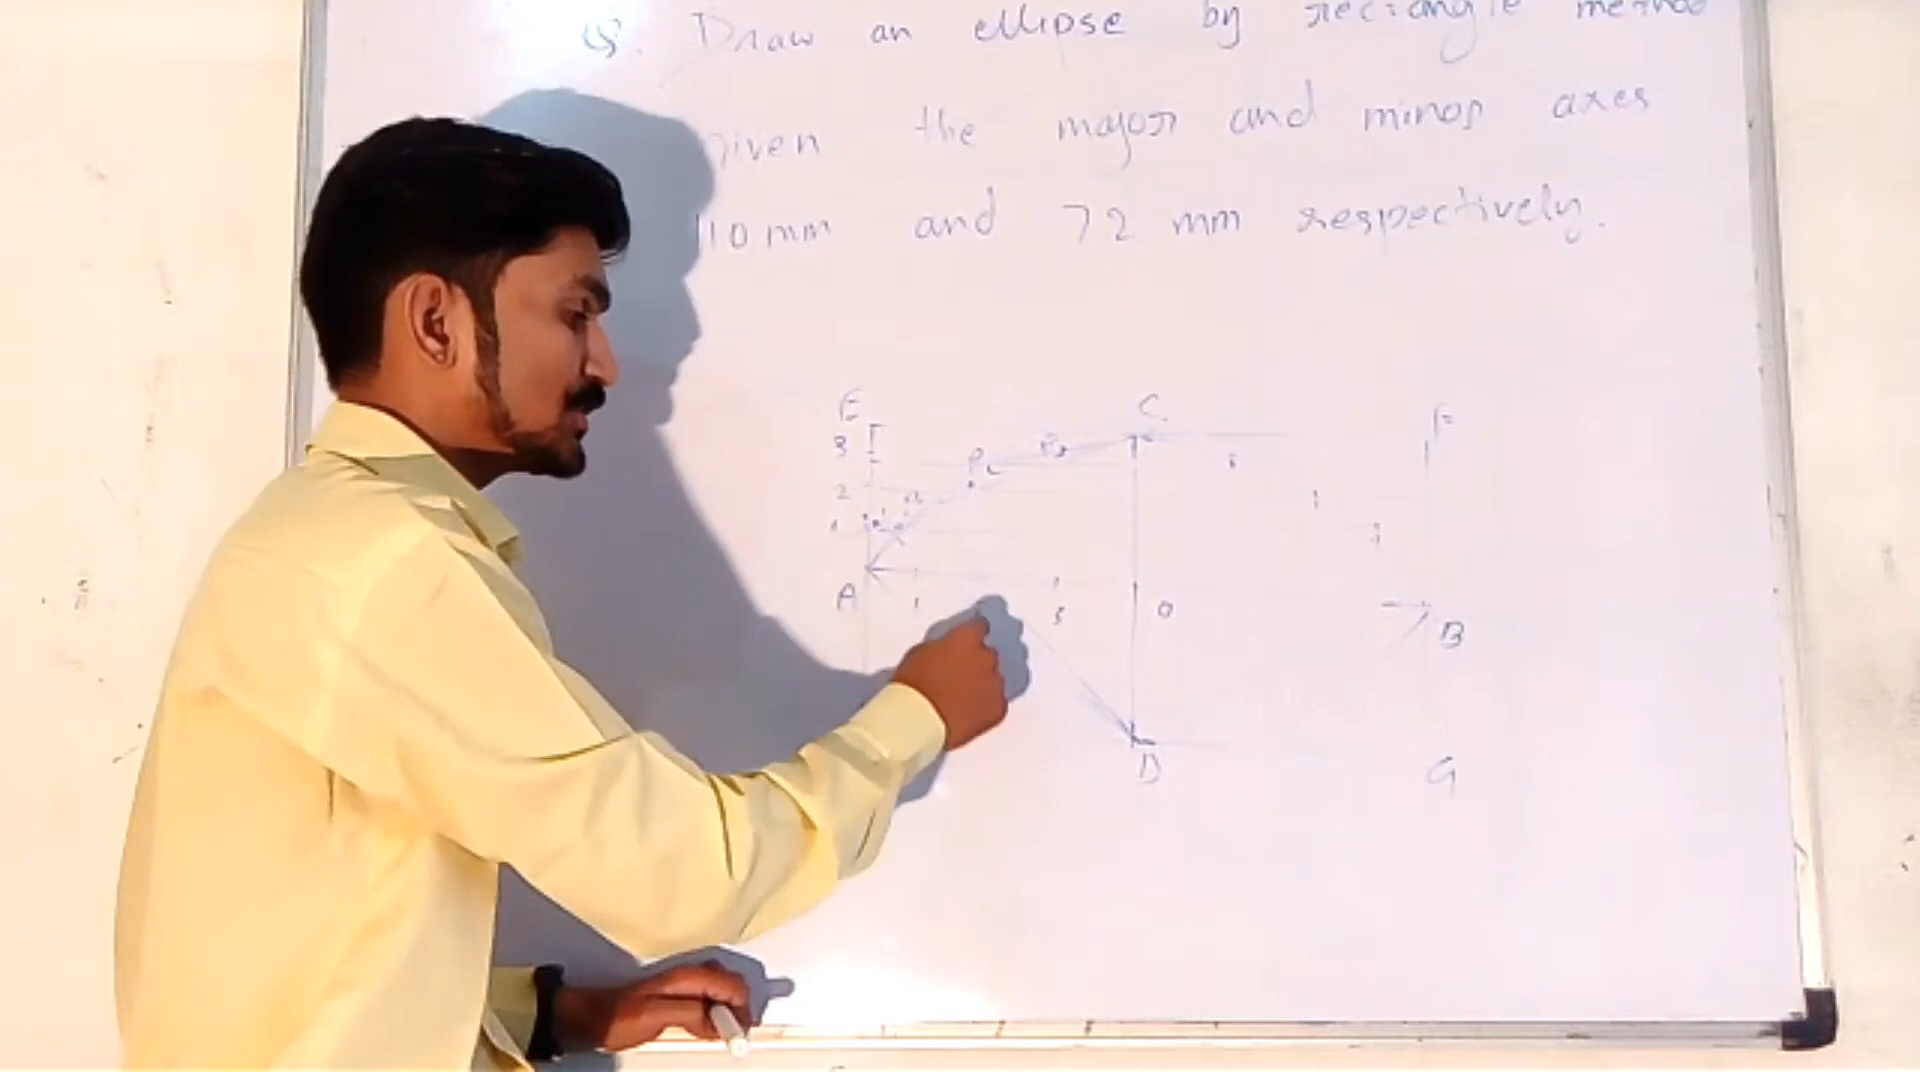 Q. Draw an ellipse by rectangle method
given the major and minor axes
110 mm and 72 mm respectively.
E C F
3 P3
P2
2
1
A O
1 3 B
D G